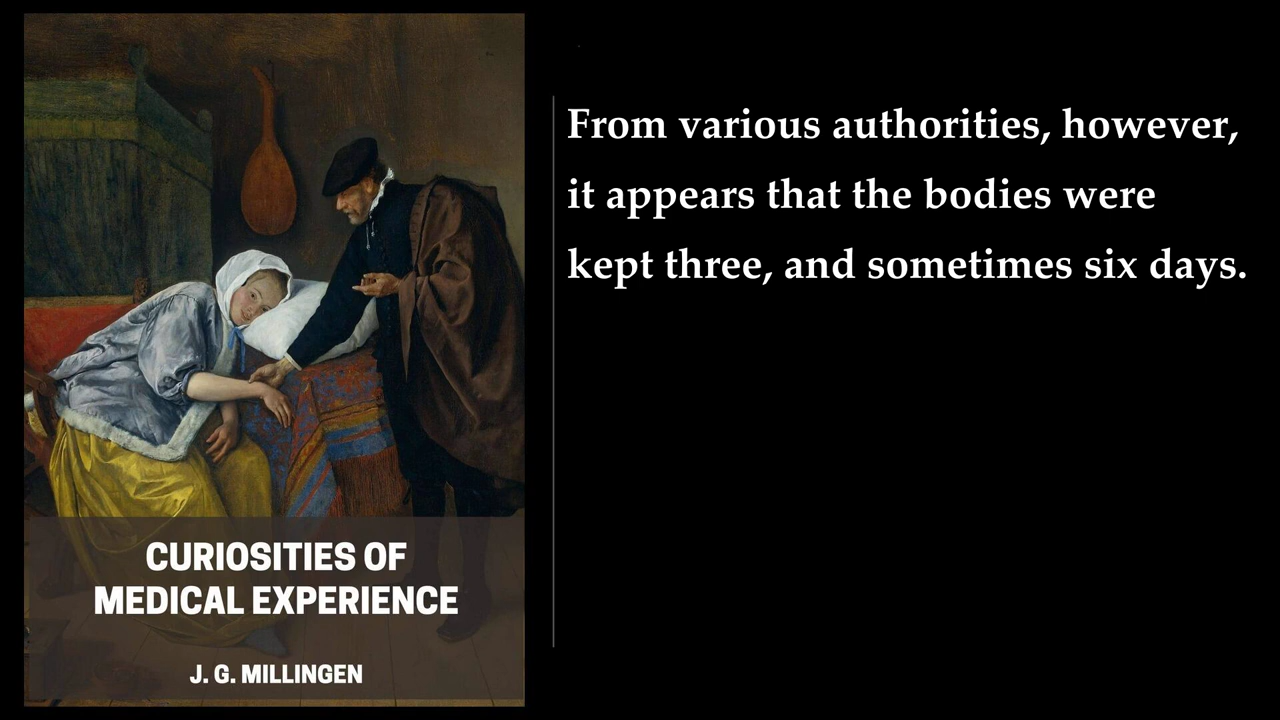 From various authorities, however,
it appears that the bodies were
kept three, and sometimes six days.
CURIOSITIES OF
MEDICAL EXPERIENCE
J. G. MILLINGEN